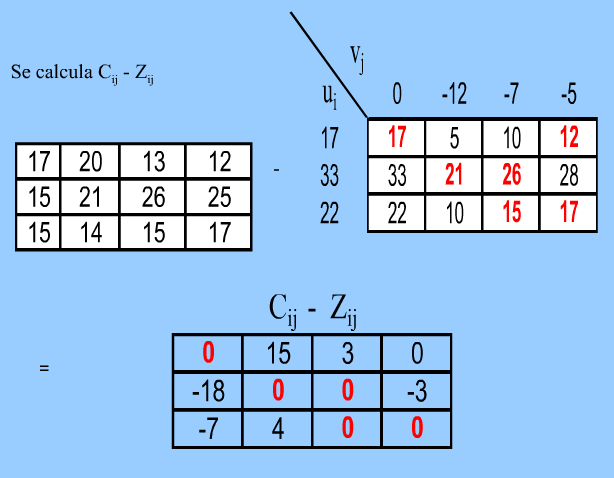 Se calcula Cij - Zij
vj
ui 0 -12 -7 -5
17 17 5 10 12
33 33 21 26 28
22 22 10 15 17
17 20 13 12
15 21 26 25
15 14 15 17
-
Cij - Zij
=
0 15 3 0
-18 0 0 -3
-7 4 0 0